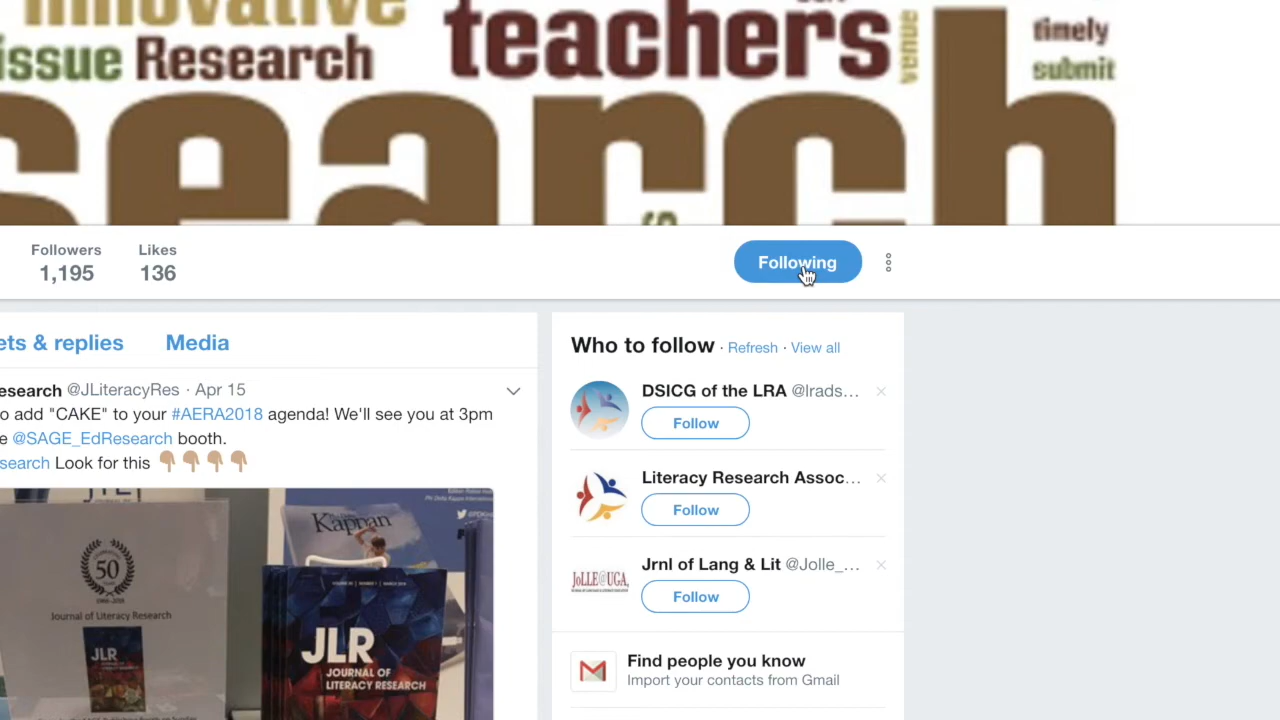 innovative
teachers
venue
timely
issue Research
submit
search
Followers
1,195
Likes
136
Following
ets & replies
Media
esearch @JLiteracyRes · Apr 15
o add "CAKE" to your #AERA2018 agenda! We'll see you at 3pm
e @SAGE_EdResearch booth.
search Look for this
Kappan
50
Journal of Literacy Research
JLR
JLR
JOURNAL OF
LITERACY RESEARCH
Who to follow · Refresh · View all
DSICG of the LRA @lrads...
Follow
Literacy Research Assoc...
Follow
Jrnl of Lang & Lit @Jolle_...
JoLLE@UGA
Follow
Find people you know
Import your contacts from Gmail